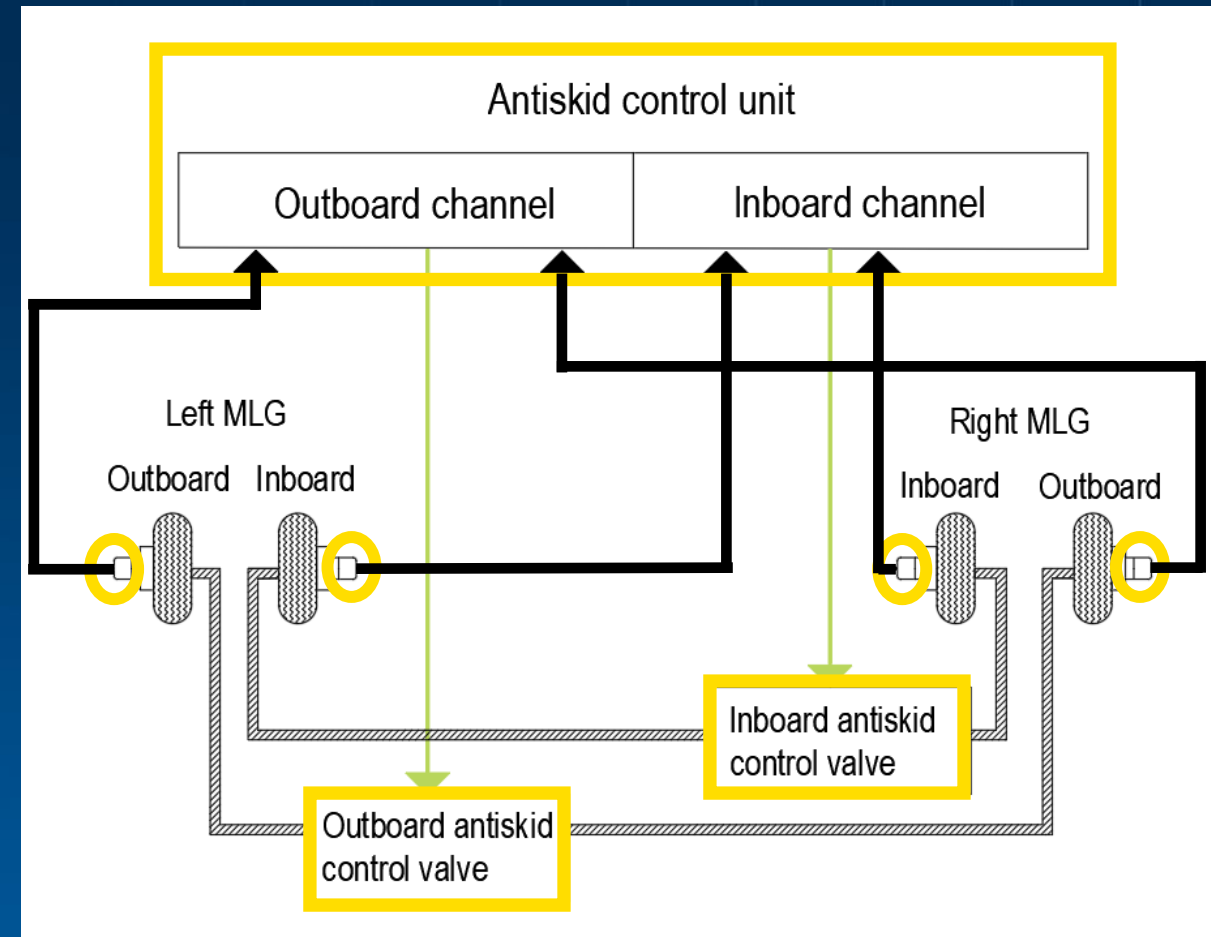 Antiskid control unit
Outboard channel
Inboard channel
Left MLG
Right MLG
Outboard
Inboard
Inboard
Outboard
Inboard antiskid
control valve
Outboard antiskid
control valve